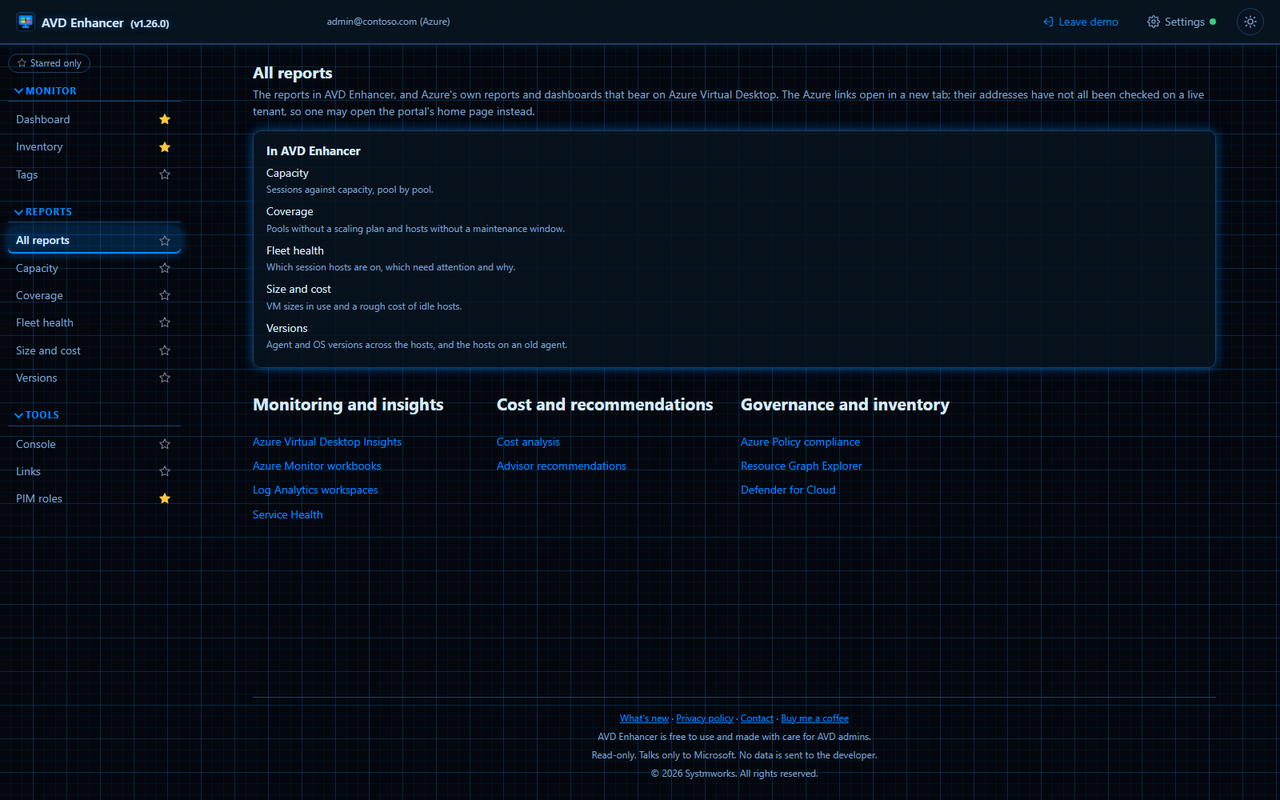 AVD Enhancer (v1.26.0)
admin@contoso.com (Azure)
Leave demo
Settings
Starred only
MONITOR
Dashboard
Inventory
Tags
REPORTS
All reports
Capacity
Coverage
Fleet health
Size and cost
Versions
TOOLS
Console
Links
PIM roles
All reports
The reports in AVD Enhancer, and Azure's own reports and dashboards that bear on Azure Virtual Desktop. The Azure links open in a new tab; their addresses have not all been checked on a live
tenant, so one may open the portal's home page instead.
In AVD Enhancer
Capacity
Sessions against capacity, pool by pool.
Coverage
Pools without a scaling plan and hosts without a maintenance window.
Fleet health
Which session hosts are on, which need attention and why.
Size and cost
VM sizes in use and a rough cost of idle hosts.
Versions
Agent and OS versions across the hosts, and the hosts on an old agent.
Monitoring and insights
Azure Virtual Desktop Insights
Azure Monitor workbooks
Log Analytics workspaces
Service Health
Cost and recommendations
Cost analysis
Advisor recommendations
Governance and inventory
Azure Policy compliance
Resource Graph Explorer
Defender for Cloud
What's new · Privacy policy · Contact · Buy me a coffee
AVD Enhancer is free to use and made with care for AVD admins.
Read-only. Talks only to Microsoft. No data is sent to the developer.
© 2026 Systmworks. All rights reserved.